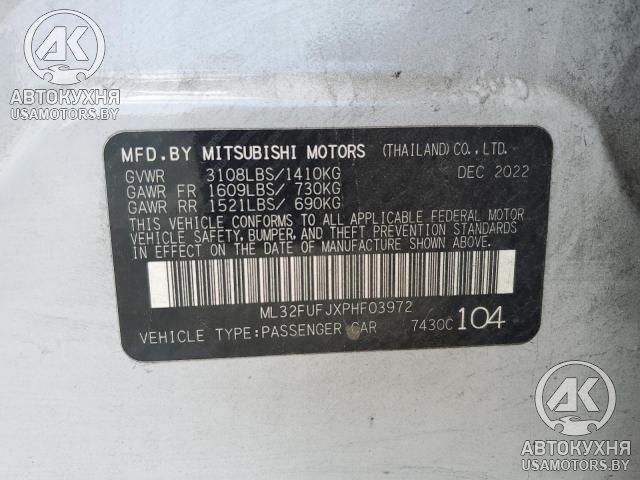 АК
АВТОКУХНЯ
USAMOTORS.BY
MFD.BY MITSUBISHI MOTORS (THAILAND) CO.,LTD.
GVWR 3108LBS/1410KG DEC 2022
GAWR FR 1609LBS/ 730KG
GAWR RR 1521LBS/ 690KG
THIS VEHICLE CONFORMS TO ALL APPLICABLE FEDERAL MOTOR
VEHICLE SAFETY, BUMPER, AND THEFT PREVENTION STANDARDS
IN EFFECT ON THE DATE OF MANUFACTURE SHOWN ABOVE.
ML32FUFJXPHF03972
VEHICLE TYPE:PASSENGER CAR 7430C 104
АК
АВТОКУХНЯ
USAMOTORS.BY